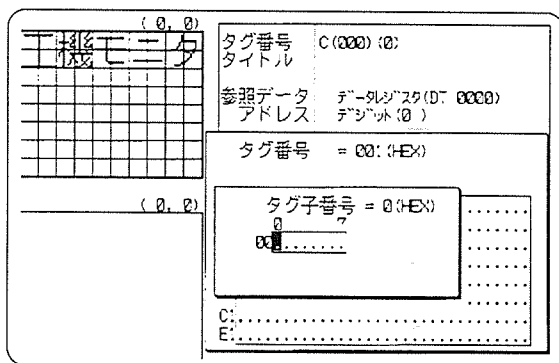 ( 0, 0)
工機モニタ
( 0, 0)
タグ番号 C(000)(0)
タイトル
参照データ データレジスタ(DT 0000)
アドレス デジット(0 )
タグ番号 = 001(HEX)
タグ子番号 = 0(HEX)
0 7
00.......
C:
E: